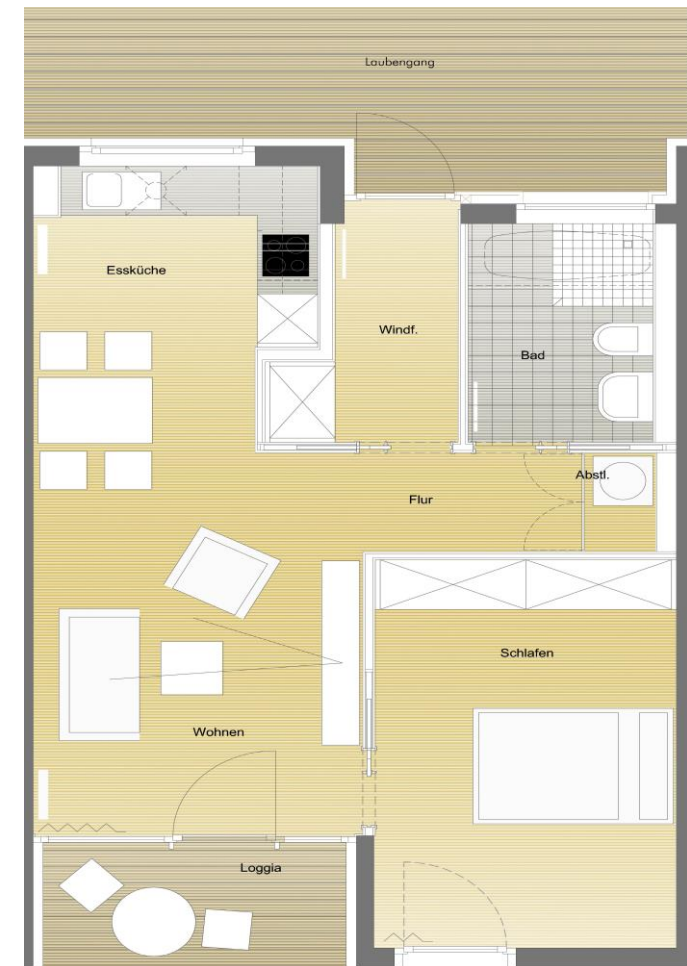 Laubengang
Essküche
Windf.
Bad
Abstl.
Flur
Schlafen
Wohnen
Loggia